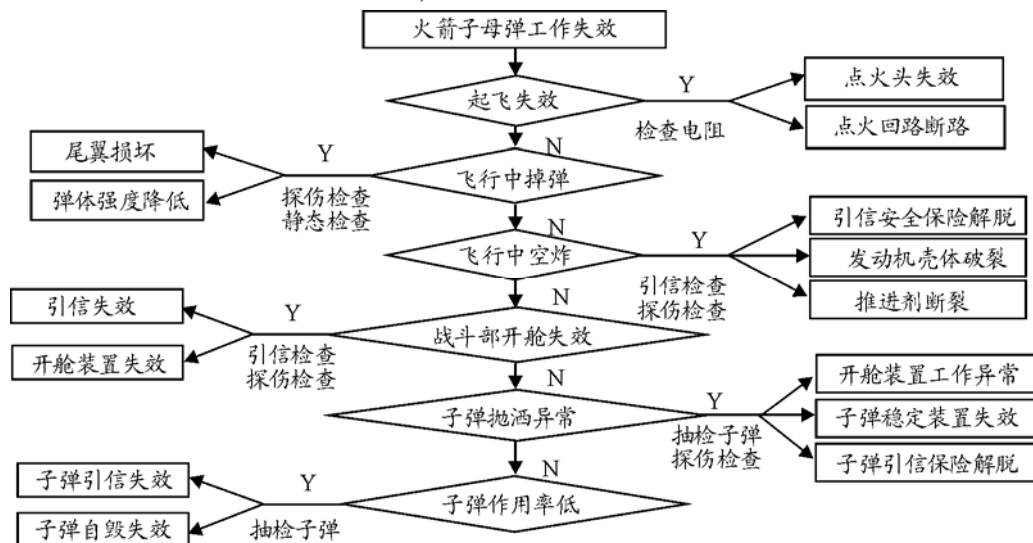 火箭子母弹工作失效
起飞失效
Y
检查电阻
点火头失效
点火回路断路
N
飞行中掉弹
Y
探伤检查
静态检查
尾翼损坏
弹体强度降低
N
飞行中空炸
Y
引信检查
探伤检查
引信安全保险解脱
发动机壳体破裂
推进剂断裂
N
战斗部开舱失效
Y
引信检查
探伤检查
引信失效
开舱装置失效
N
子弹抛洒异常
Y
抽检子弹
探伤检查
开舱装置工作异常
子弹稳定装置失效
子弹引信保险解脱
N
子弹作用率低
Y
抽检子弹
子弹引信失效
子弹自毁失效